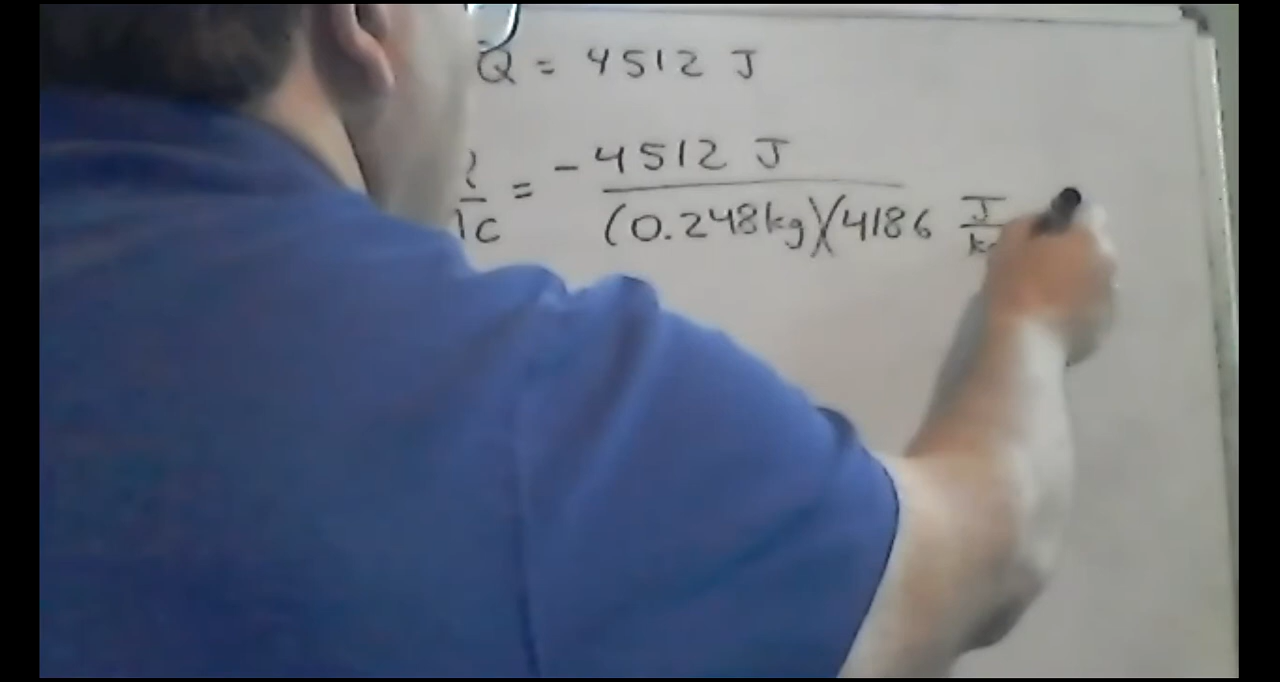 Q = 4512 J
= -4512 J
(0.248kg)(4186 J